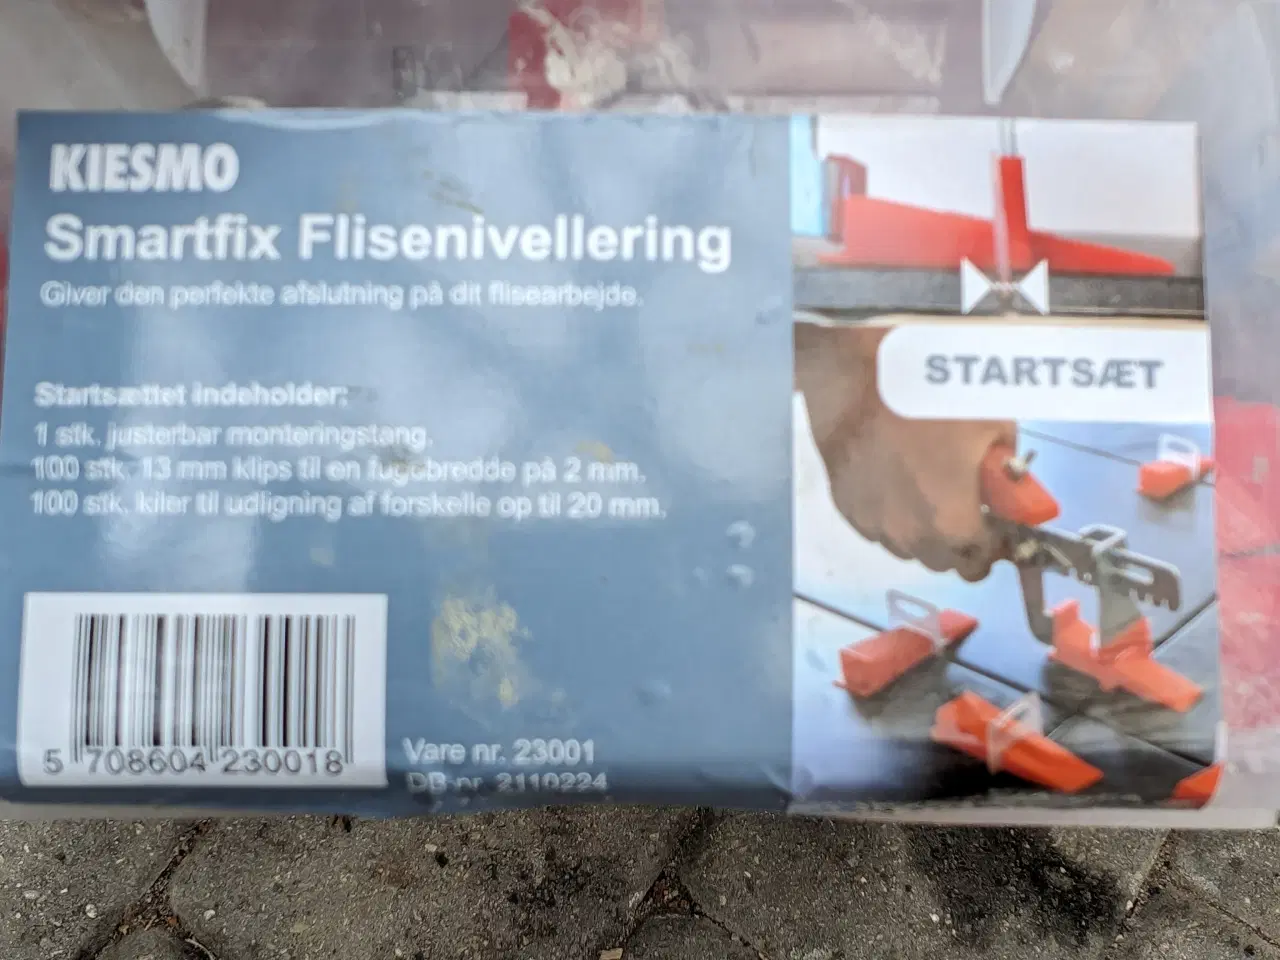 KIESMO
Smartfix Flisenivellering
Giver den perfekte afslutning på dit flisearbejde.
STARTSÆT
Startsættet indeholder:
1 stk. justerbar monteringstang.
100 stk. 13 mm klips til en fugebredde på 2 mm.
100 stk. kiler til udligning af forskelle op til 20 mm.
5 708604 230018
Vare nr. 23001
DB-nr. 2110224